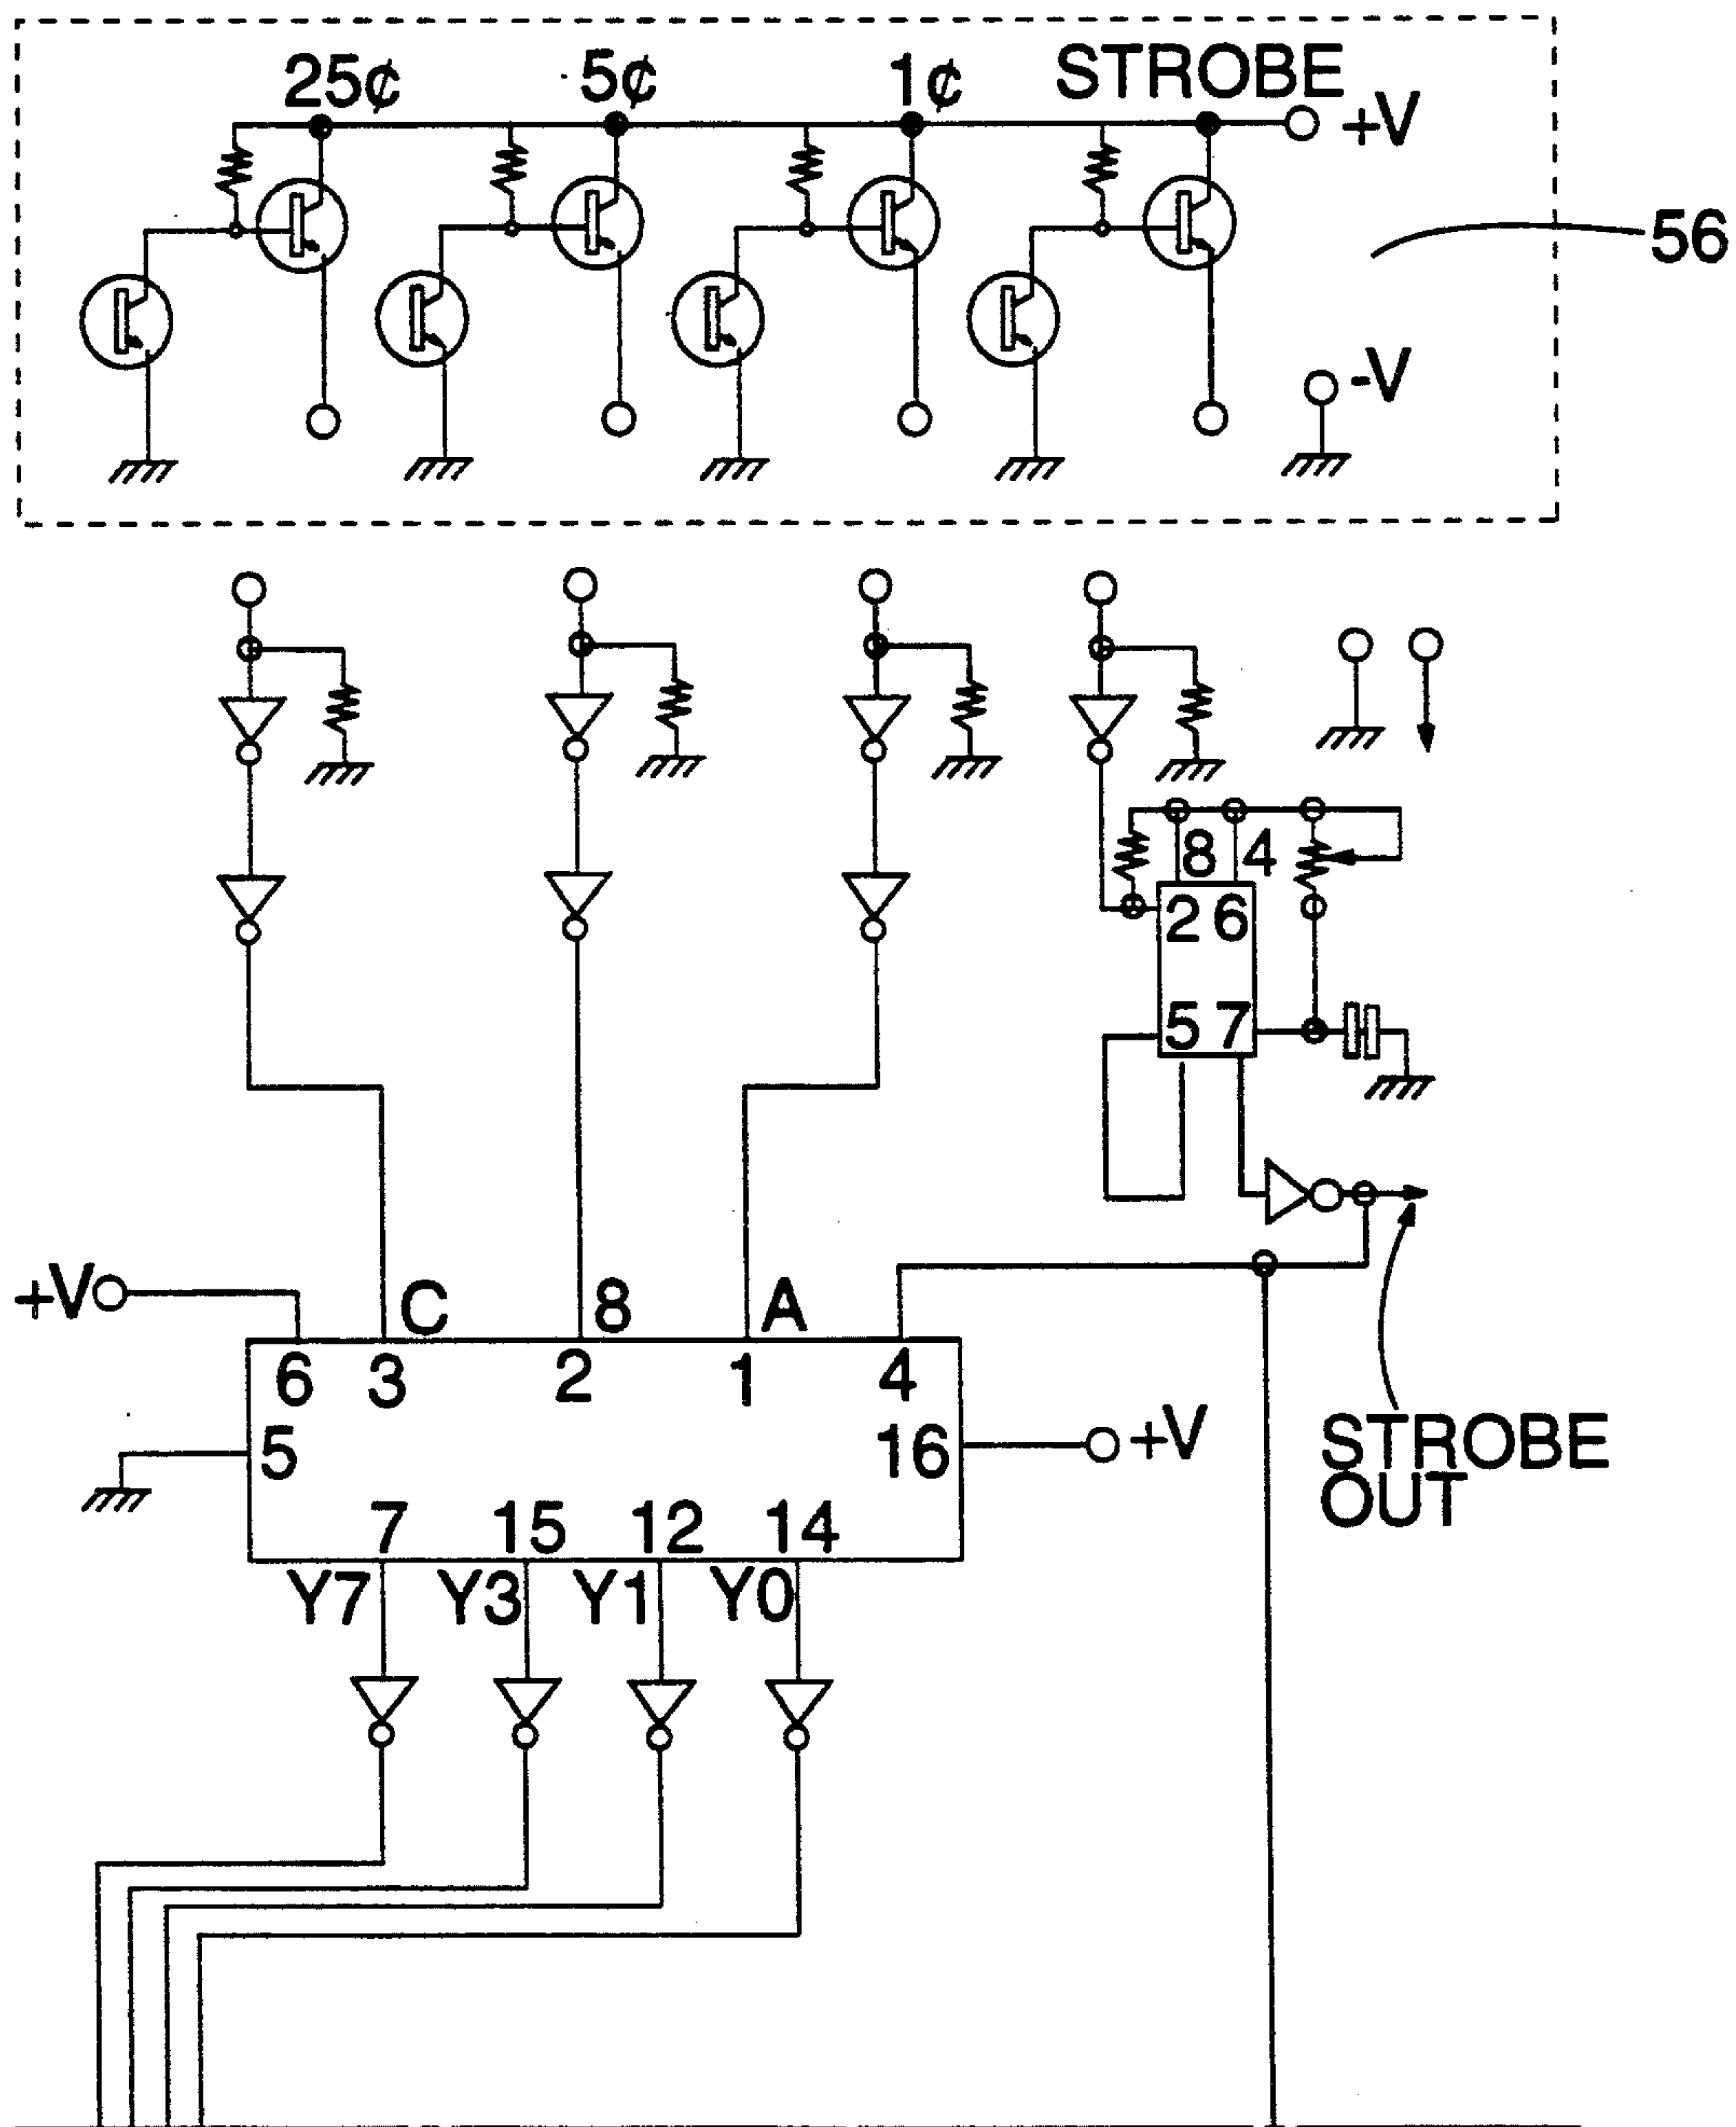 25¢ 5¢ 1¢ STROBE
+V
56
-V
8 4
2 6
5 7
+V C 8 A
6 3 2 1 4
5 16 +V
STROBE
OUT
7 15 12 14
Y7 Y3 Y1 Y0